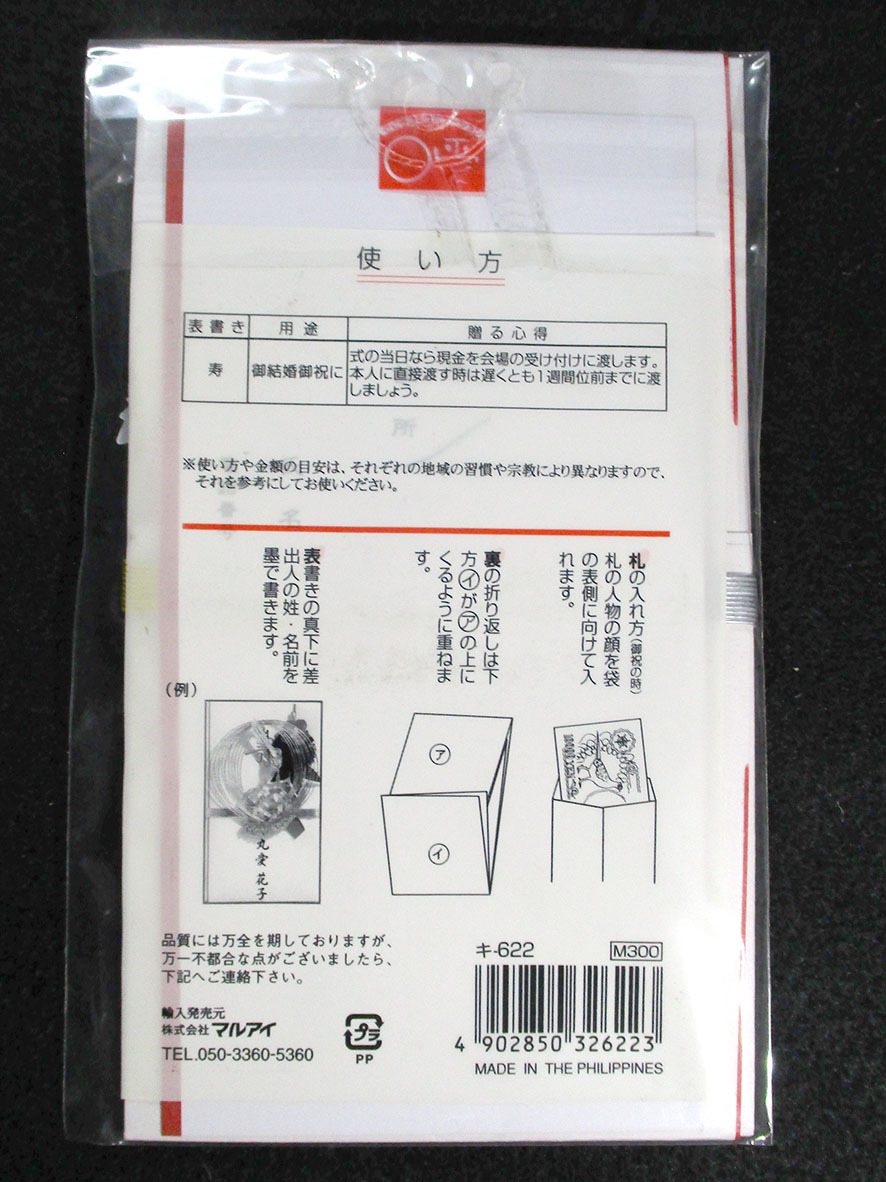 使い方
表書き 用途 贈る心得
寿 御結婚御祝に 式の当日なら現金を会場の受け付けに渡します。
本人に直接渡す時は遅くとも1週間位前までに渡
しましょう。
所
※使い方や金額の目安は、それぞれの地域の習慣や宗教により異なりますので、
それを参考にしてお使いください。
札の入れ方(御祝の時)
札の人物の顔を袋
の表側に向けて入
れます。
裏の折り返しは下
方㋑が㋐の上に
くるように重ねま
す。
表書きの真下に差
出人の姓・名前を
墨で書きます。
(例)
丸愛花子
㋐
㋑
品質には万全を期しておりますが、
万一不都合な点がございましたら、
下記へご連絡下さい。
輸入発売元
株式会社 マルアイ
TEL.050-3360-5360
プラ
PP
キ-622 M300
4 902850 326223
MADE IN THE PHILIPPINES